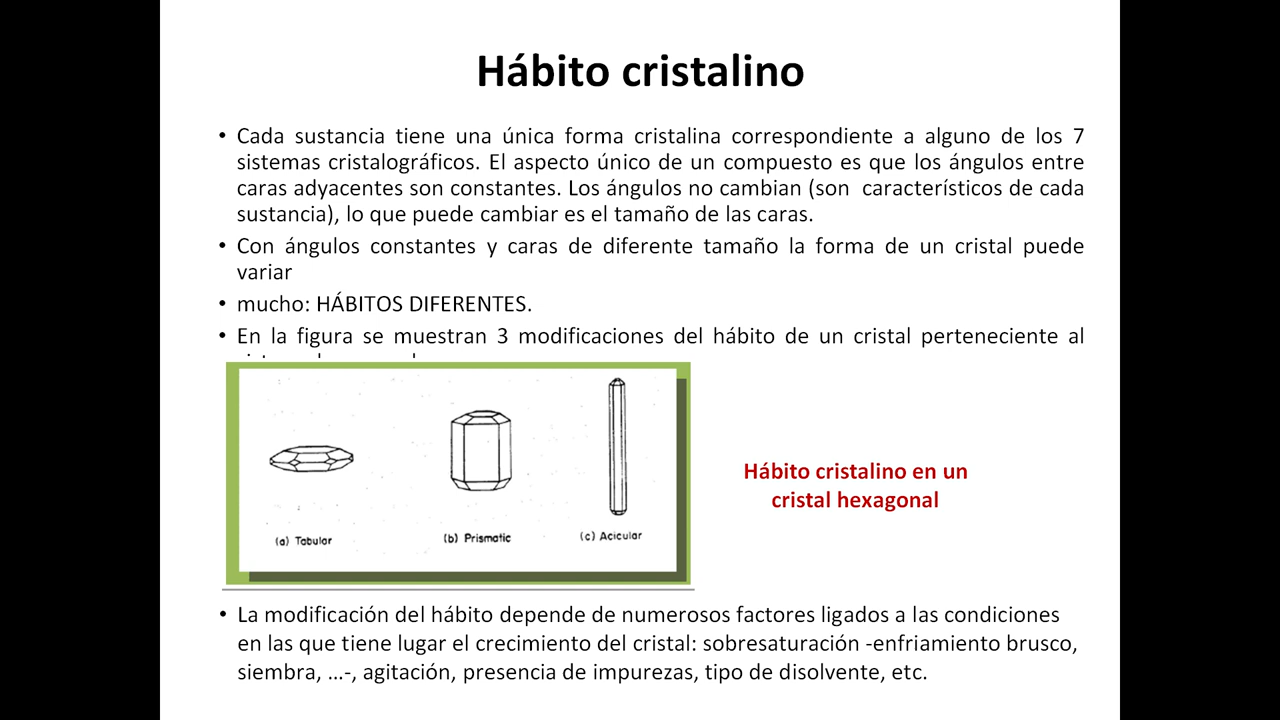 Hábito cristalino
• Cada sustancia tiene una única forma cristalina correspondiente a alguno de los 7
sistemas cristalográficos. El aspecto único de un compuesto es que los ángulos entre
caras adyacentes son constantes. Los ángulos no cambian (son característicos de cada
sustancia), lo que puede cambiar es el tamaño de las caras.
• Con ángulos constantes y caras de diferente tamaño la forma de un cristal puede
variar
• mucho: HÁBITOS DIFERENTES.
• En la figura se muestran 3 modificaciones del hábito de un cristal perteneciente al
(a) Tabular
(b) Prismatic
(c) Acicular
Hábito cristalino en un
cristal hexagonal
• La modificación del hábito depende de numerosos factores ligados a las condiciones
en las que tiene lugar el crecimiento del cristal: sobresaturación -enfriamiento brusco,
siembra, ...-, agitación, presencia de impurezas, tipo de disolvente, etc.